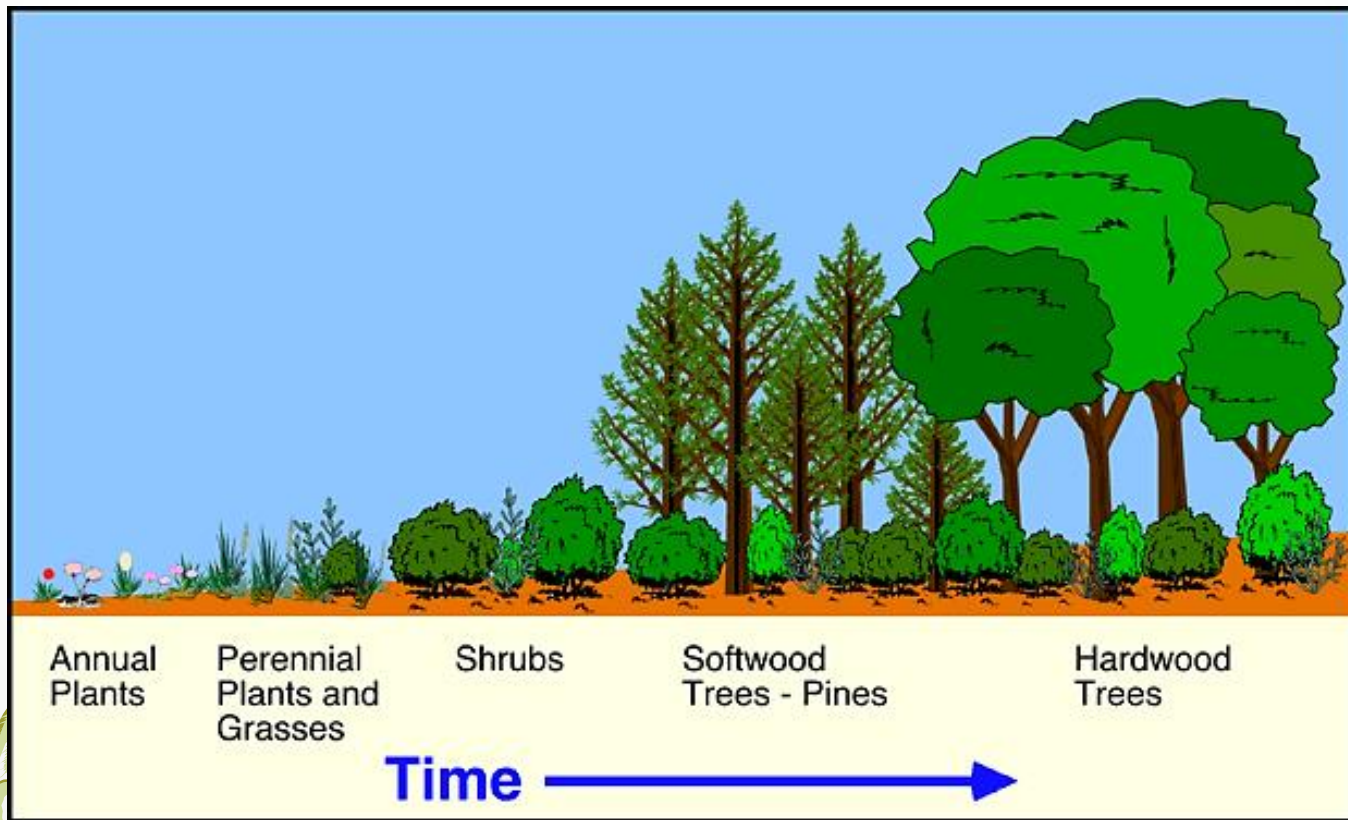 Annual
Plants
Perennial
Plants and
Grasses
Shrubs
Softwood
Trees - Pines
Hardwood
Trees
Time